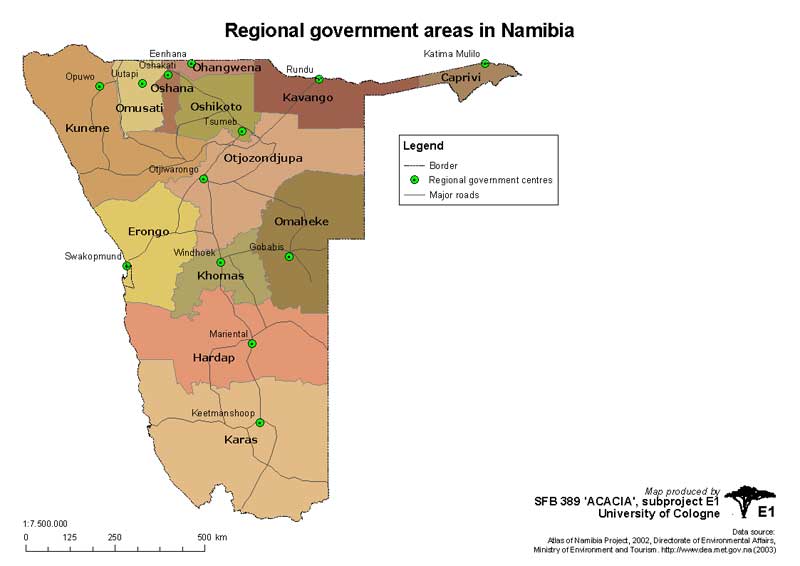 Regional government areas in Namibia
Eenhana
Katima Mulilo
Opuwo
Uutapi
Oshakati
Ohangwena
Rundu
Caprivi
Oshana
Omusati
Oshikoto
Kavango
Kunene
Tsumeb
Otjozondjupa
Otjiwarongo
Legend
Border
Regional government centres
Major roads
Omaheke
Erongo
Swakopmund
Windhoek
Gobabis
Khomas
Mariental
Hardap
Keetmanshoop
Karas
1:7.500.000
0 125 250 500 km
Map produced by
SFB 389 'ACACIA', subproject E1
University of Cologne
E1
Data source:
Atlas of Namibia Project, 2002, Directorate of Environmental Affairs,
Ministry of Environment and Tourism. http://www.dea.met.gov.na (2003)